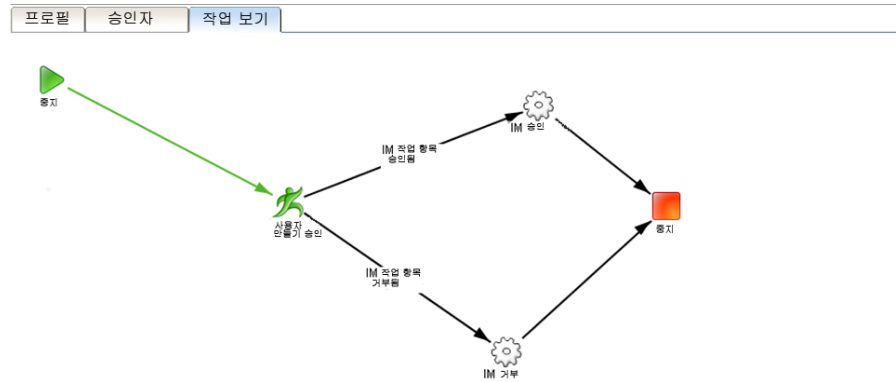 프로필
승인자
작업 보기
중지
IM 승인
IM 작업 항목
승인됨
사용자
만들기 승인
중지
IM 작업 항목
거부됨
IM 거부